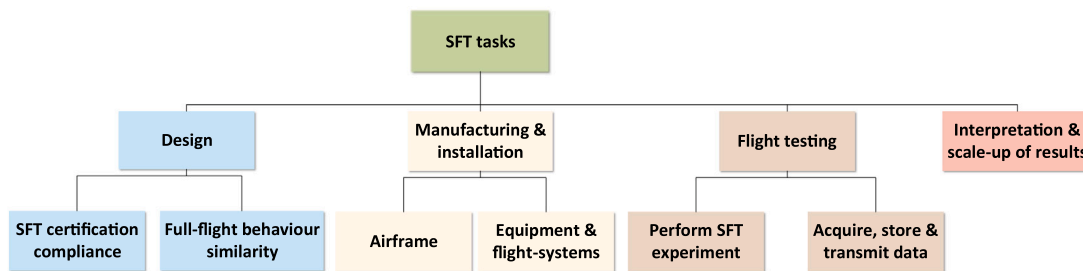 SFT tasks
Design
Manufacturing &
installation
Flight testing
Interpretation &
scale-up of results
SFT certification
compliance
Full-flight behaviour
similarity
Airframe
Equipment &
flight-systems
Perform SFT
experiment
Acquire, store &
transmit data